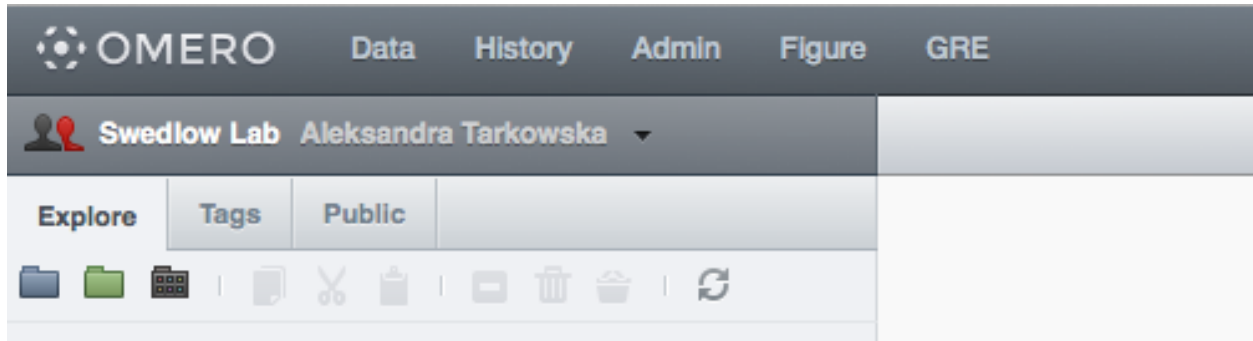 OMERO Data History Admin Figure GRE
Swedlow Lab Aleksandra Tarkowska
Explore Tags Public